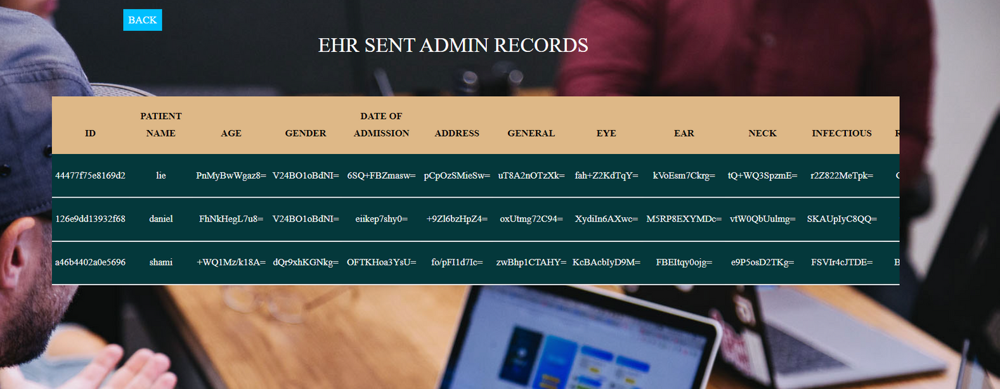 BACK
EHR SENT ADMIN RECORDS
ID PATIENT NAME AGE GENDER DATE OF ADMISSION ADDRESS GENERAL EYE EAR NECK INFECTIOUS
44477f75e8169d2 lie PnMyBwWgaz8= V24BO1oBdNI= 6SQ+FBZmasw= pCpOzSMieSw= uT8A2nOTzXk= fah+Z2KdTqY= kVoEsm7Ckrg= tQ+WQ3SpzmE= r2Z822MeTpk=
126e9dd13932f68 daniel FhNkHegL7u8= V24BO1oBdNI= eiikep7shy0= +9Zl6bzHpZ4= oxUtmg72C94= XydiIn6AXwc= M5RP8EXYMDc= vtW0QbUulmg= SKAUpIyC8QQ=
a46b4402a0e5696 shami +WQ1Mz/k18A= dQr9xhKGNkg= OFTKHoa3YsU= fo/pFI1d7Ic= zwBhp1CTAHY= KcBAcbIyD9M= FBEItqy0ojg= e9P5osD2TKg= FSVIr4cJTDE= B